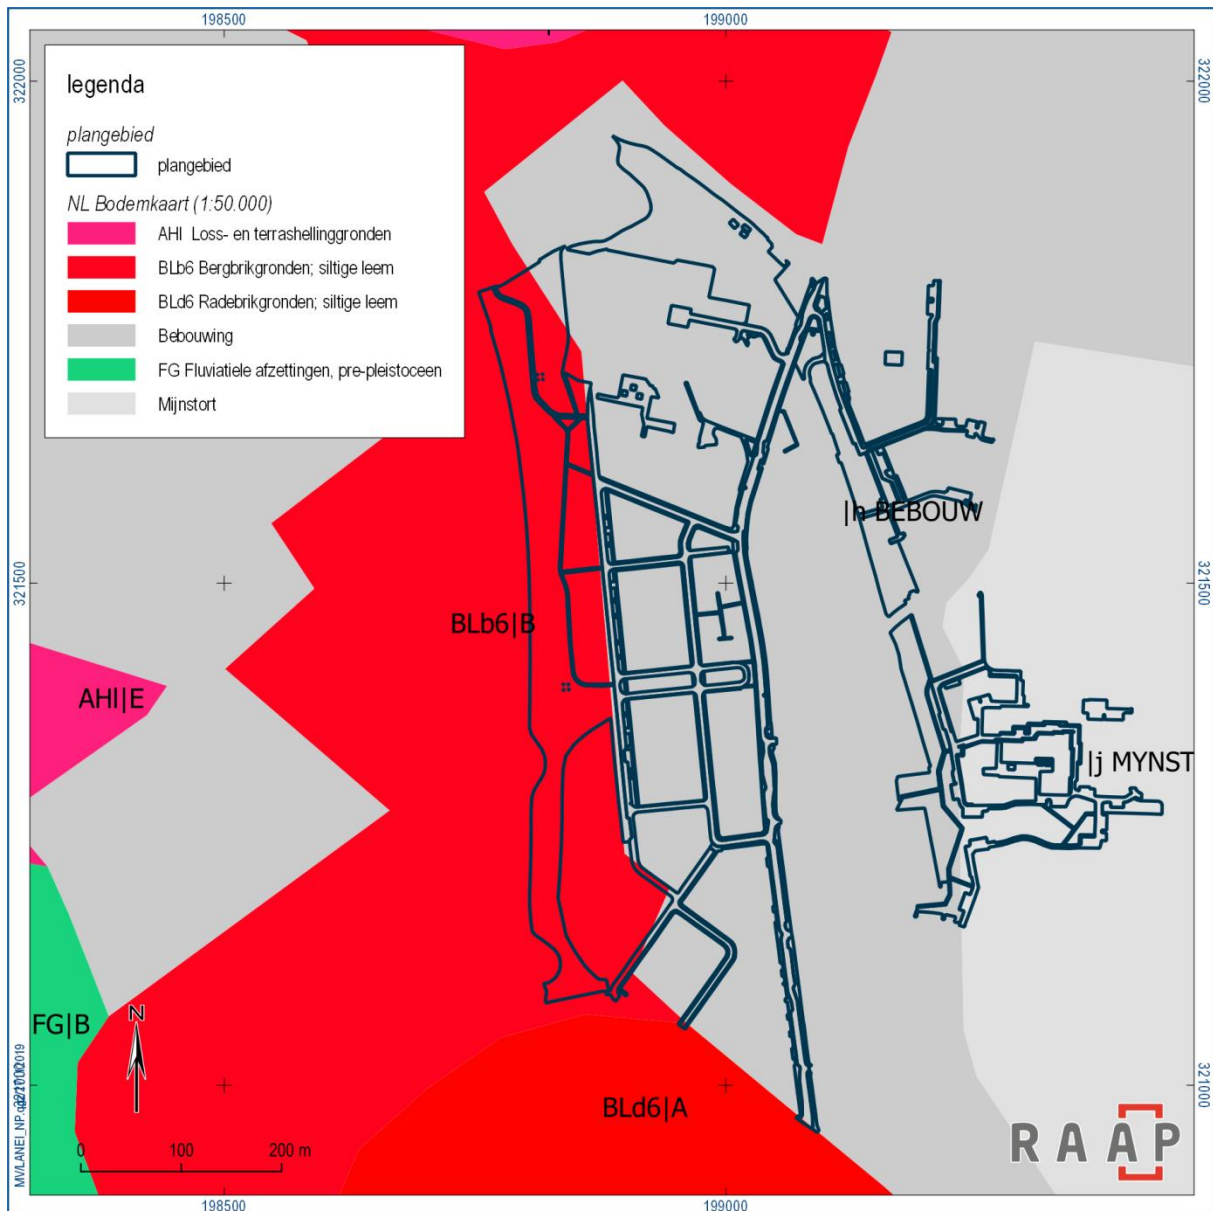 198500 199000
322000 322000
legenda
plangebied
plangebied
NL Bodemkaart (1:50.000)
AHI Loss- en terrashellinggronden
BLb6 Bergbrikgronden; siltige leem
BLd6 Radebrikgronden; siltige leem
Bebouwing
FG Fluviatiele afzettingen, pre-pleistoceen
Mijnstort
|h BEBOUW
321500 321500
BLb6|B
AHI|E
|j MYNST
FG|B
N
321000 321000
BLd6|A
RAAP
0 100 200 m
198500 199000